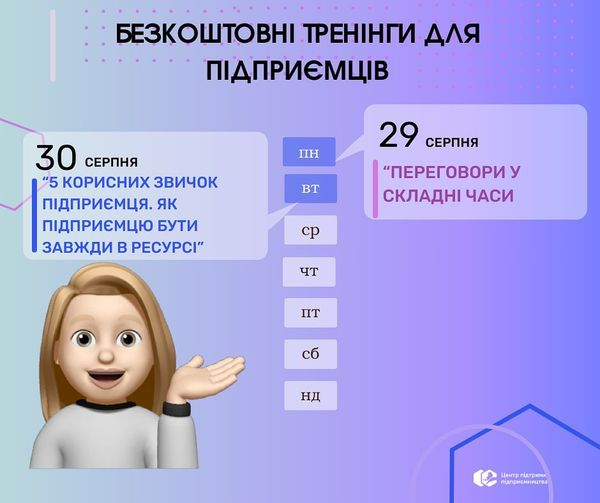 БЕЗКОШТОВНІ ТРЕНІНГИ ДЛЯ
ПІДПРИЄМЦІВ
30 СЕРПНЯ
“5 КОРИСНИХ ЗВИЧОК
ПІДПРИЄМЦЯ. ЯК
ПІДПРИЄМЦЮ БУТИ
ЗАВЖДИ В РЕСУРСІ”
29 СЕРПНЯ
“ПЕРЕГОВОРИ У
СКЛАДНІ ЧАСИ
пн
вт
ср
чт
пт
сб
нд
Центр підтримки
підприємництва